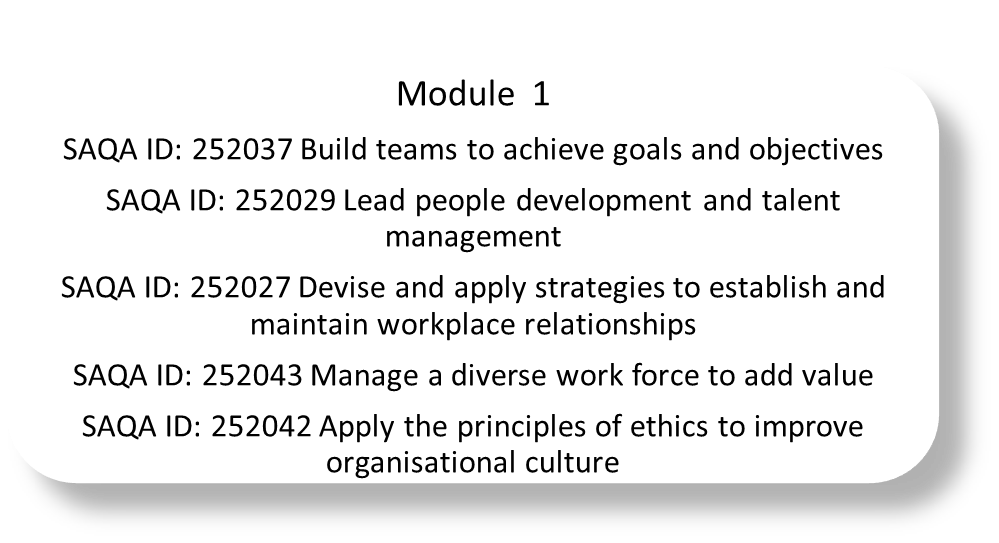 Module 1
SAQA ID: 252037 Build teams to achieve goals and objectives
SAQA ID: 252029 Lead people development and talent
management
SAQA ID: 252027 Devise and apply strategies to establish and
maintain workplace relationships
SAQA ID: 252043 Manage a diverse work force to add value
SAQA ID: 252042 Apply the principles of ethics to improve
organisational culture